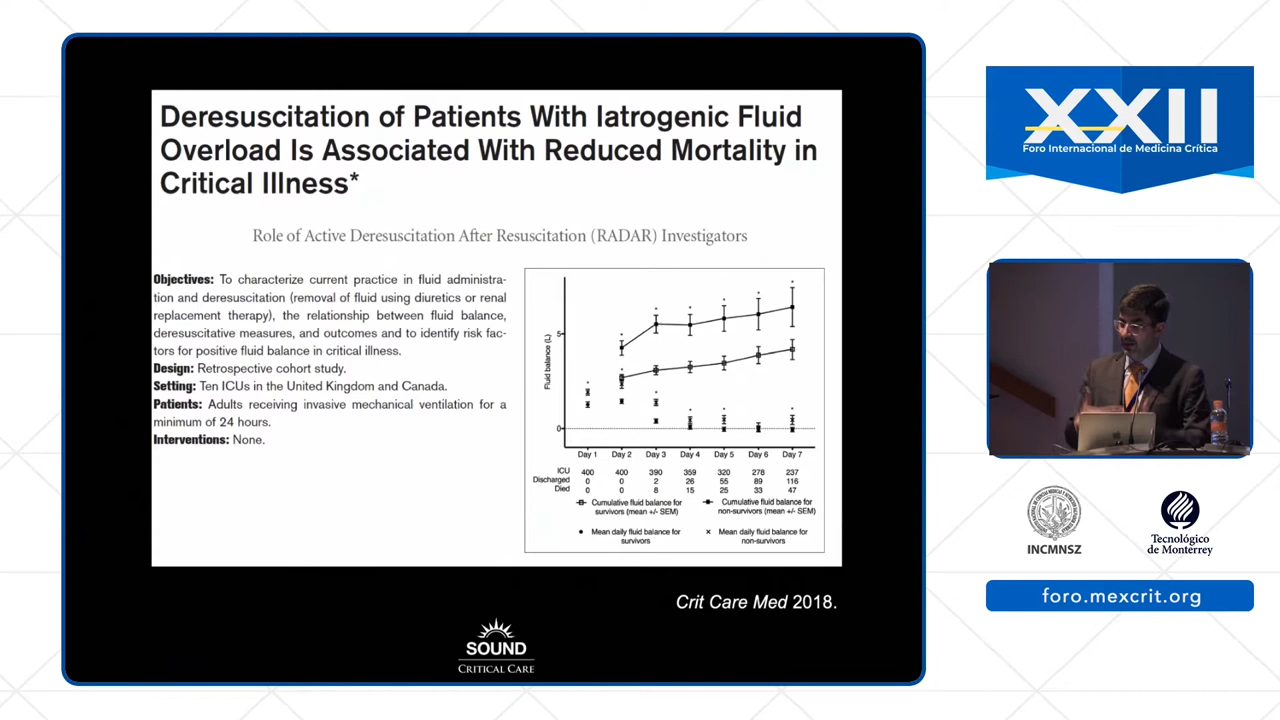 Deresuscitation of Patients With Iatrogenic Fluid
Overload Is Associated With Reduced Mortality in
Critical Illness*
Role of Active Deresuscitation After Resuscitation (RADAR) Investigators
Objectives: To characterize current practice in fluid administra-
tion and deresuscitation (removal of fluid using diuretics or renal
replacement therapy), the relationship between fluid balance,
deresuscitative measures, and outcomes and to identify risk fac-
tors for positive fluid balance in critical illness.
Design: Retrospective cohort study.
Setting: Ten ICUs in the United Kingdom and Canada.
Patients: Adults receiving invasive mechanical ventilation for a
minimum of 24 hours.
Interventions: None.
Fluid balance (L)
5
0
Day 1 Day 2 Day 3 Day 4 Day 5 Day 6 Day 7
ICU 400 400 390 359 320 278 237
Discharged 0 0 2 26 55 89 116
Died 0 0 8 15 25 33 47
Cumulative fluid balance for
survivors (mean +/- SEM)
Cumulative fluid balance for
non-survivors (mean +/- SEM)
Mean daily fluid balance for
survivors
Mean daily fluid balance for
non-survivors
Crit Care Med 2018.
SOUND
CRITICAL CARE
XXII
Foro Internacional de Medicina Crítica
INCMNSZ
Tecnológico
de Monterrey
foro.mexcrit.org